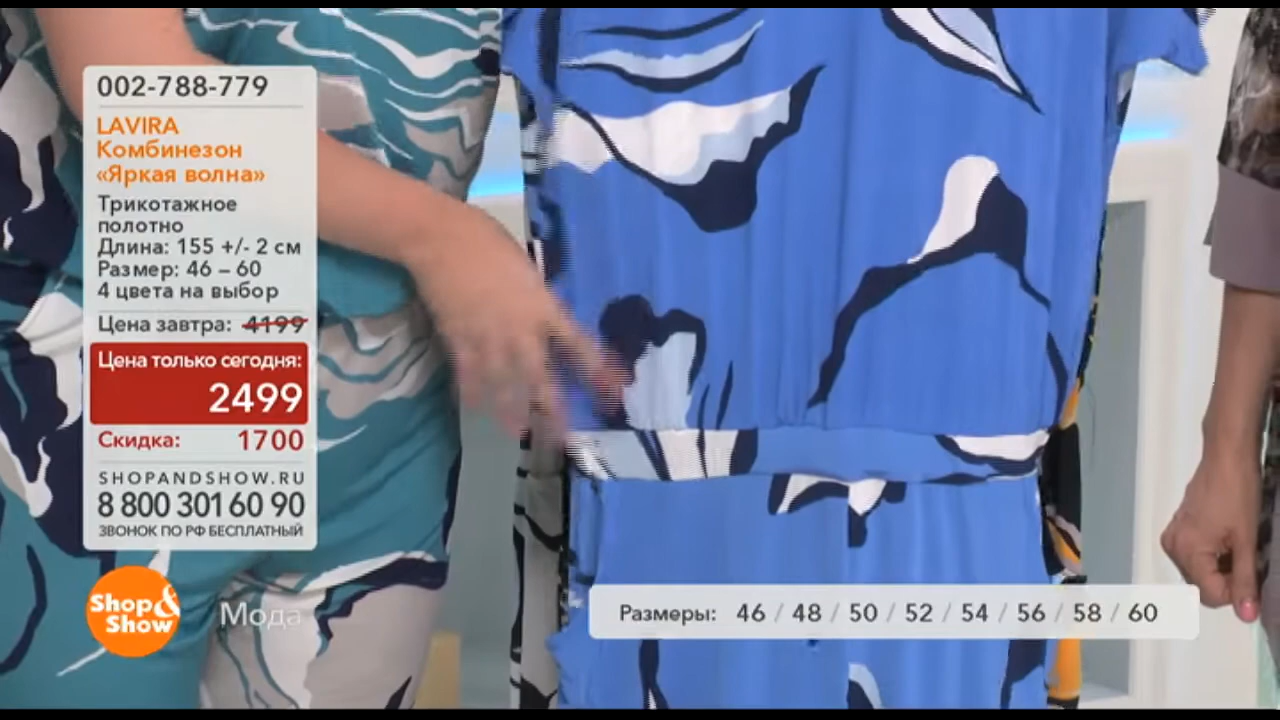 002-788-779
LAVIRA
Комбинезон
«Яркая волна»
Трикотажное
полотно
Длина: 155 +/- 2 см
Размер: 46 – 60
4 цвета на выбор
Цена завтра: 4199
Цена только сегодня:
2499
Скидка: 1700
SHOPANDSHOW.RU
8 800 301 60 90
ЗВОНОК ПО РФ БЕСПЛАТНЫЙ
Shop &
Show
Мода
Размеры: 46 / 48 / 50 / 52 / 54 / 56 / 58 / 60